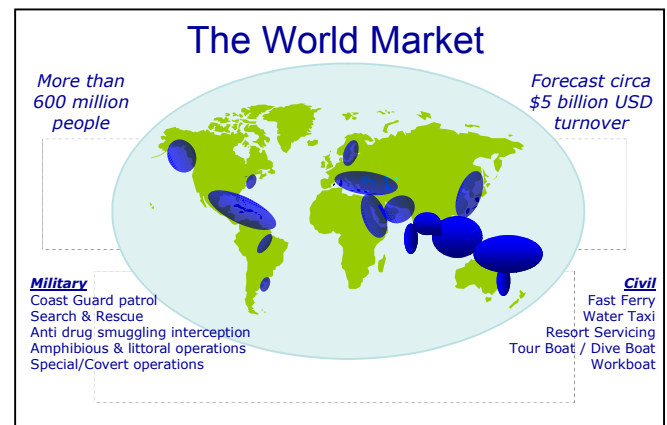 The World Market
More than
600 million
people
Forecast circa
$5 billion USD
turnover
Military
Coast Guard patrol
Search & Rescue
Anti drug smuggling interception
Amphibious & littoral operations
Special/Covert operations
Civil
Fast Ferry
Water Taxi
Resort Servicing
Tour Boat / Dive Boat
Workboat